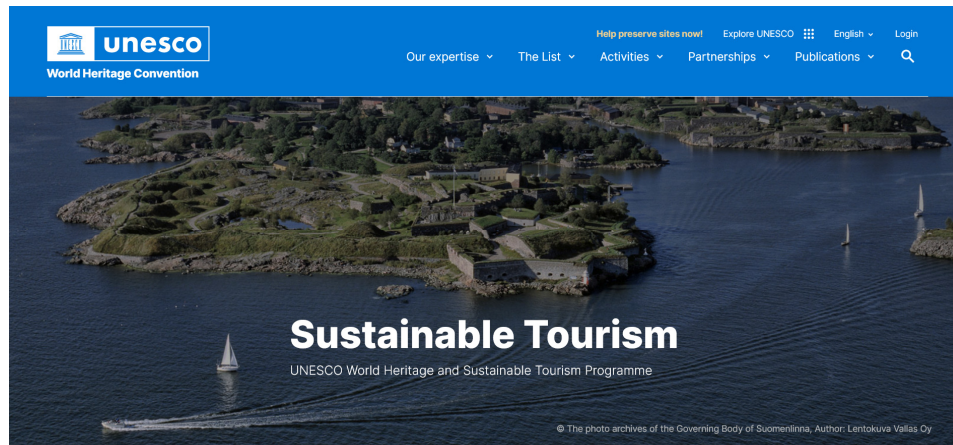 unesco
World Heritage Convention
Help preserve sites now!
Explore UNESCO
English
Login
Our expertise
The List
Activities
Partnerships
Publications
Sustainable Tourism
UNESCO World Heritage and Sustainable Tourism Programme
© The photo archives of the Governing Body of Suomenlinna, Author: Lentokuva Vallas Oy